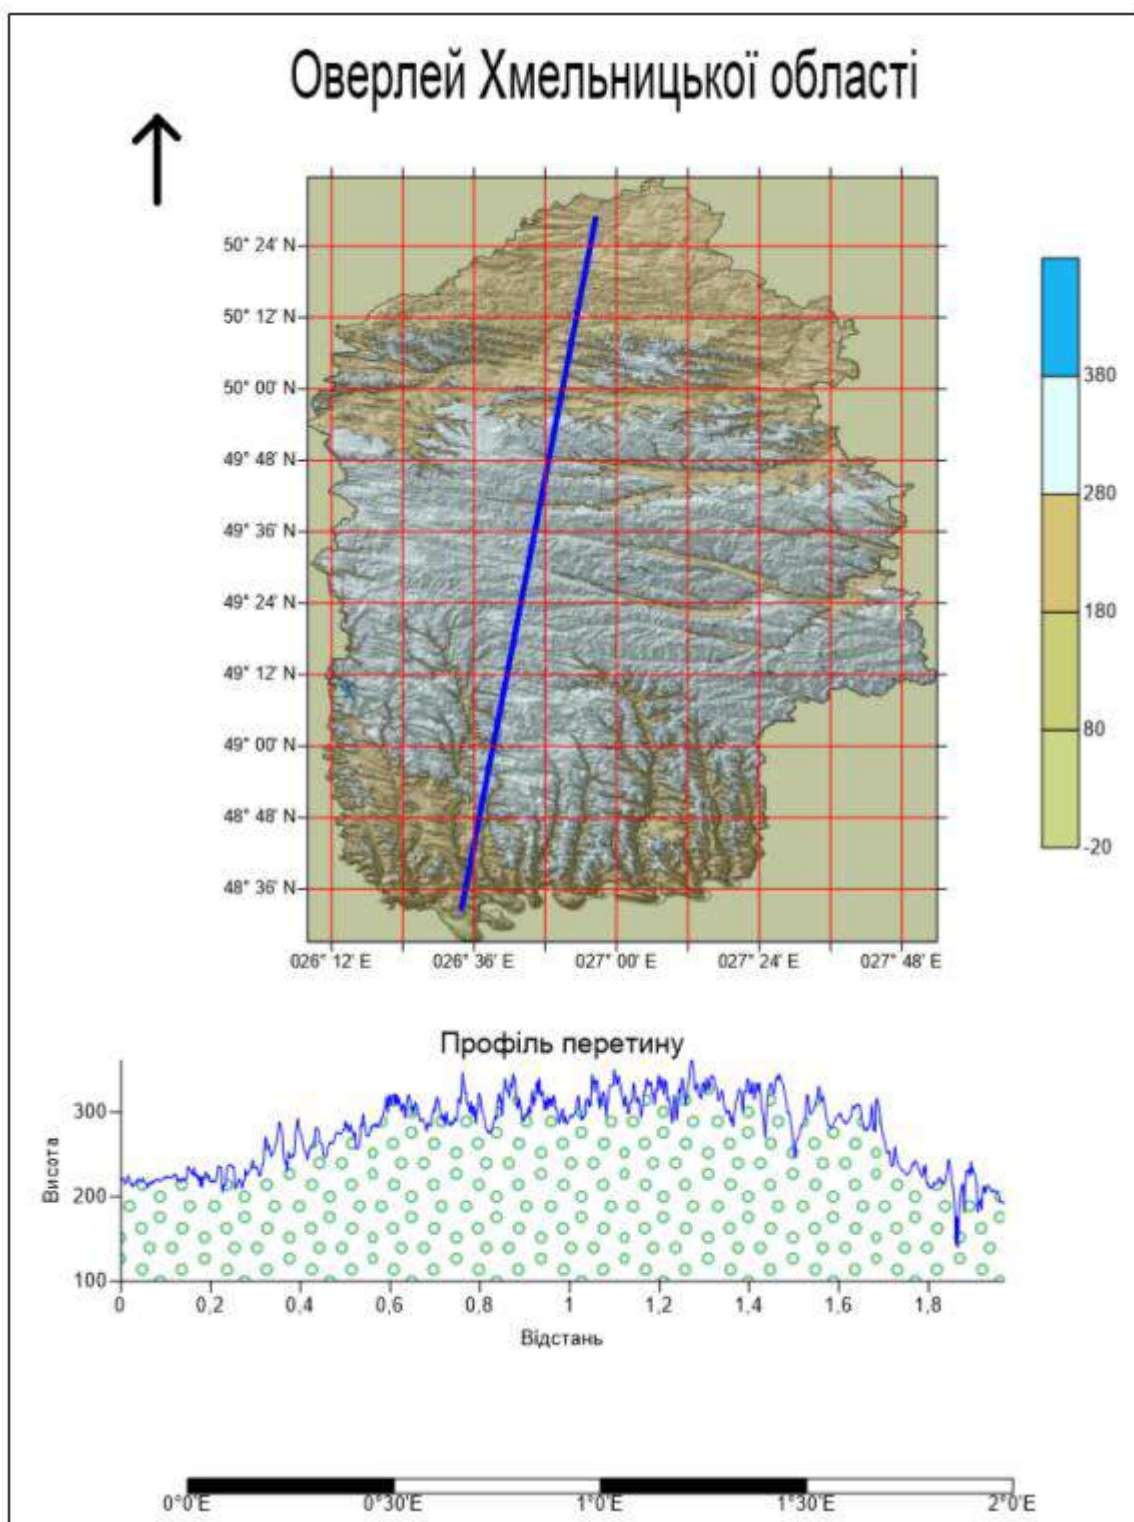 Оверлей Хмельницької області
50° 24' N
50° 12' N
50° 00' N
49° 48' N
49° 36' N
49° 24' N
49° 12' N
49° 00' N
48° 48' N
48° 36' N
026° 12' E 026° 36' E 027° 00' E 027° 24' E 027° 48' E
380
280
180
80
-20
Профіль перетину
Висота
300
200
100
0 0,2 0,4 0,6 0,8 1 1,2 1,4 1,6 1,8
Відстань
0°0'E 0°30'E 1°0'E 1°30'E 2°0'E